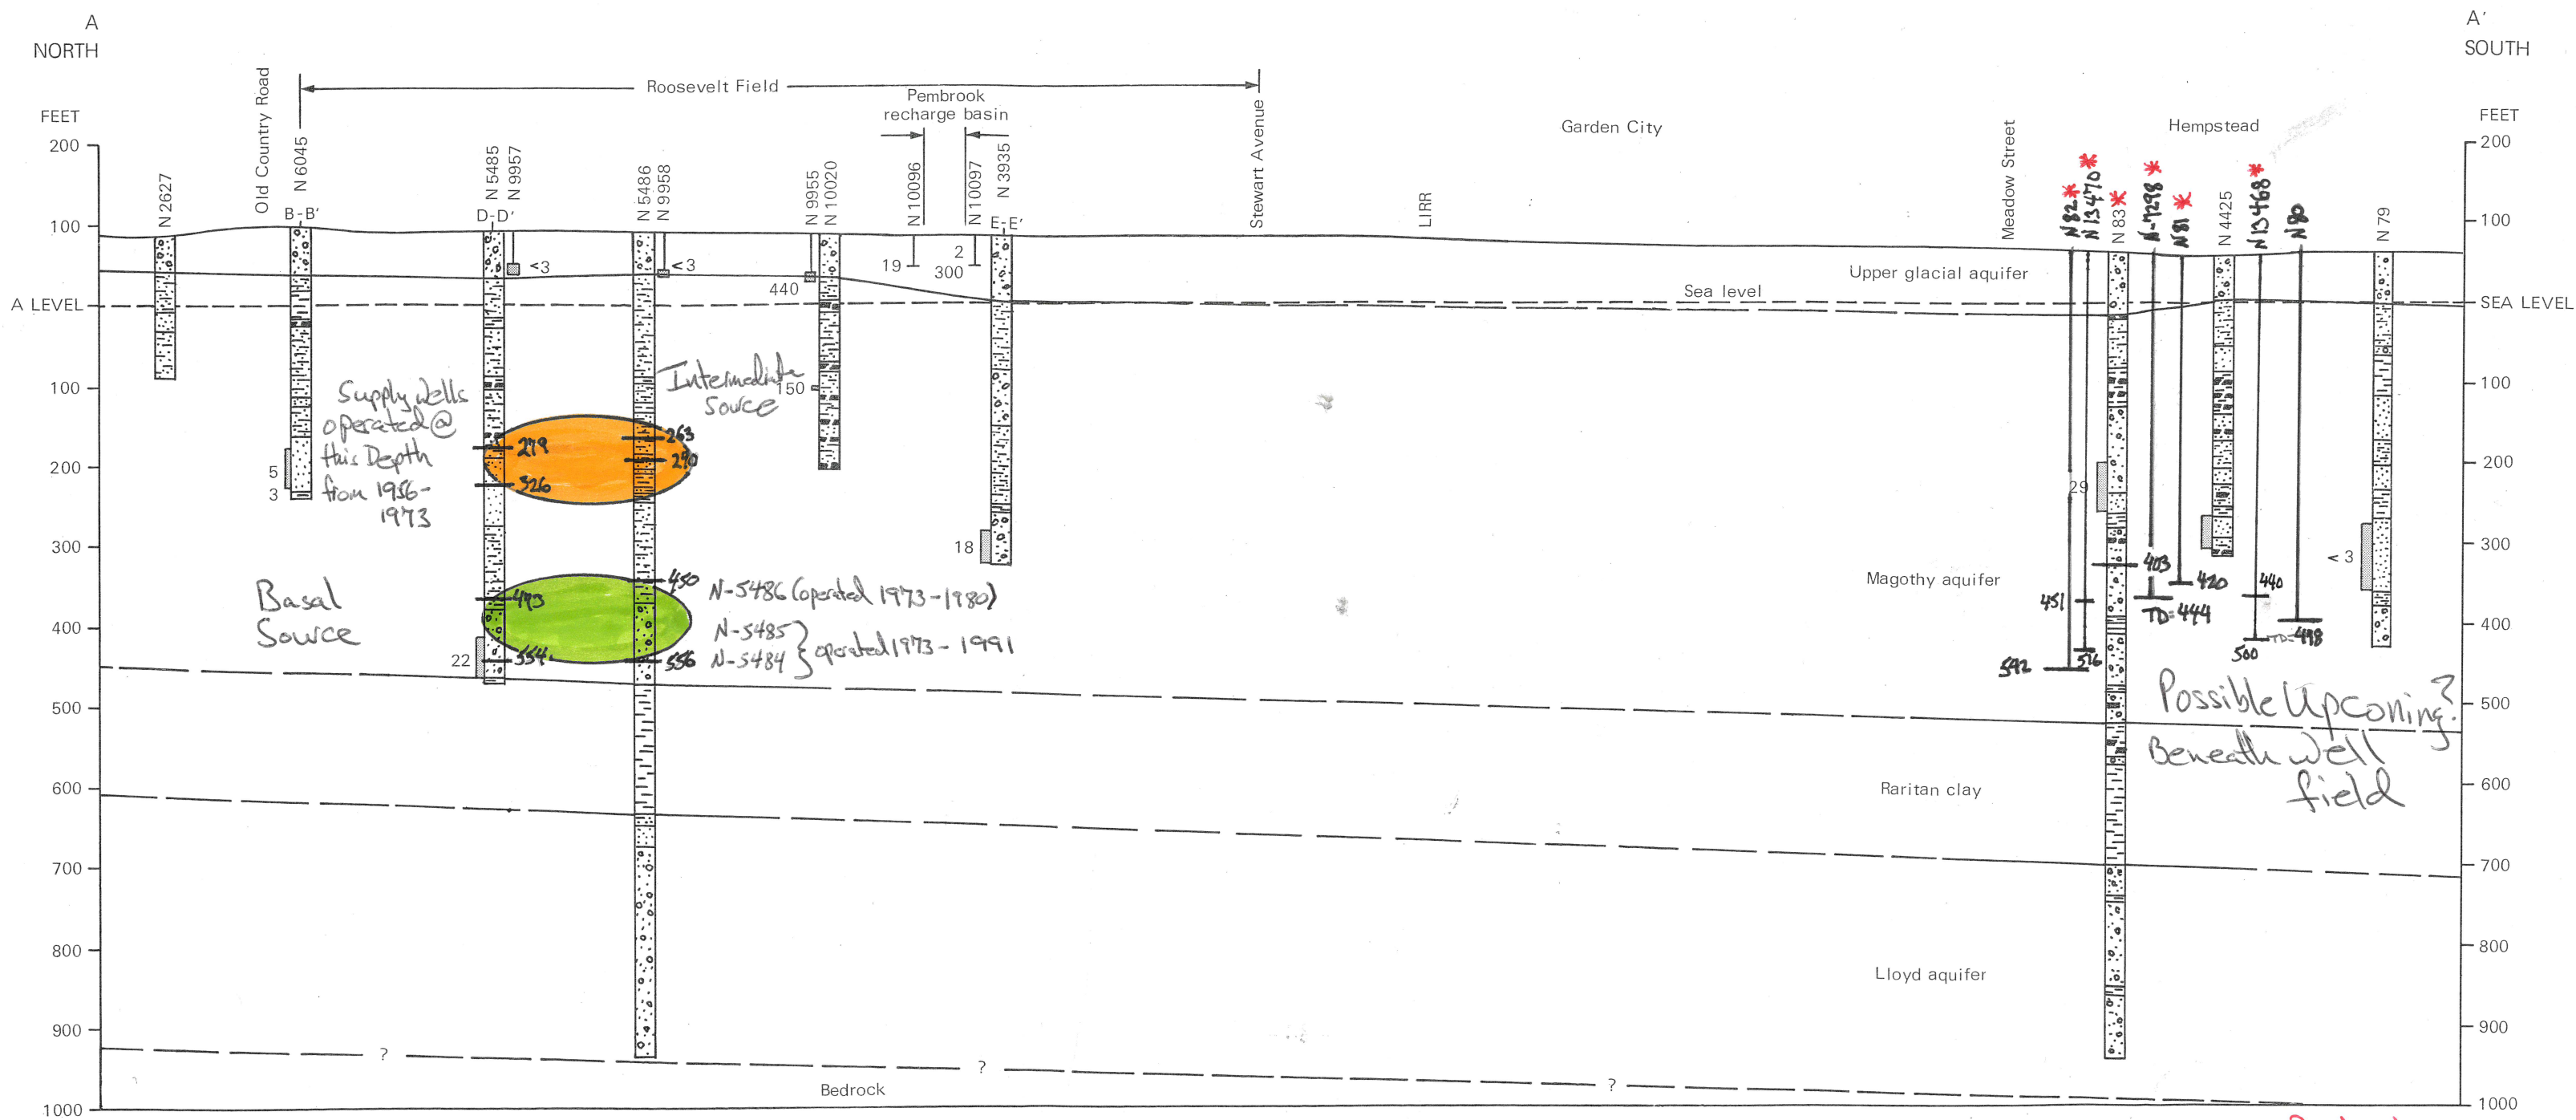 A
NORTH
A'
SOUTH
FEET
200
100
A LEVEL
100
200
300
400
500
600
700
800
900
1000
FEET
200
100
SEA LEVEL
100
200
300
400
500
600
700
800
900
1000
Old Country Road
Roosevelt Field
Pembrook
recharge basin
Stewart Avenue
Garden City
LIRR
Meadow Street
Hempstead
N 2627
N 6045
B-B'
N 5485
N 9957
D-D'
N 5486
N 9958
N 9955
N 10020
N 10096
N 10097
N 3935
E-E'
N82*
N13470*
N 83*
N-7298*
N81*
N 4425
N13468*
N80
N 79
<3
<3
440
19
2
300
Upper glacial aquifer
Sea level
Supply wells
operated @
this Depth
from 1956-
1973
Intermediate
Source
150
279
326
263
290
5
3
18
29
< 3
Basal
Source
473
554
22
450
556
N-5486 (operated 1973-1980)
N-5485
N-5484 } operated 1973 - 1991
Magothy aquifer
451
516
592
403
TD=444
420
440
500
TD=498
Possible Upconing?
Beneath well
field
Raritan clay
Lloyd aquifer
?
?
?
Bedrock